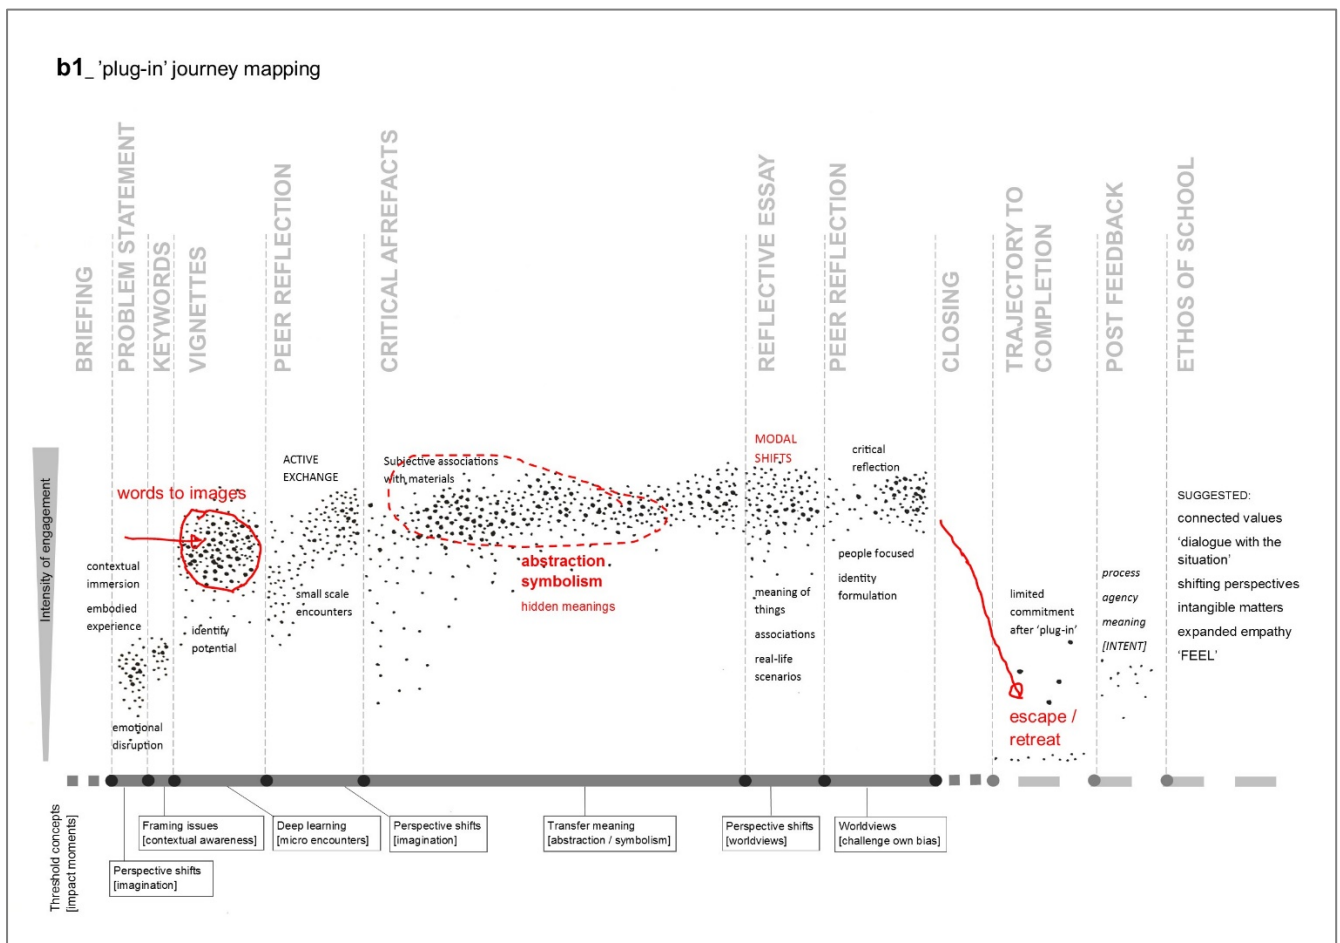 b1_ 'plug-in' journey mapping
BRIEFING
PROBLEM STATEMENT
KEYWORDS
VIGNETTES
PEER REFLECTION
CRITICAL AFREFACTS
REFLECTIVE ESSAY
PEER REFLECTION
CLOSING
TRAJECTORY TO
COMPLETION
POST FEEDBACK
ETHOS OF SCHOOL
Intensity of engagement
words to images
contextual
immersion
embodied
experience
emotional
disruption
identify
potential
ACTIVE
EXCHANGE
small scale
encounters
Subjective associations
with materials
abstraction
symbolism
hidden meanings
MODAL
SHIFTS
meaning of
things
associations
real-life
scenarios
critical
reflection
people focused
identity
formulation
limited
commitment
after 'plug-in'
escape /
retreat
process
agency
meaning
[INTENT]
SUGGESTED:
connected values
'dialogue with the
situation'
shifting perspectives
intangible matters
expanded empathy
'FEEL'
Threshold concepts
[impact moments]
Perspective shifts
[imagination]
Framing issues
[contextual awareness]
Deep learning
[micro encounters]
Perspective shifts
[imagination]
Transfer meaning
[abstraction / symbolism]
Perspective shifts
[worldviews]
Worldviews
[challenge own bias]